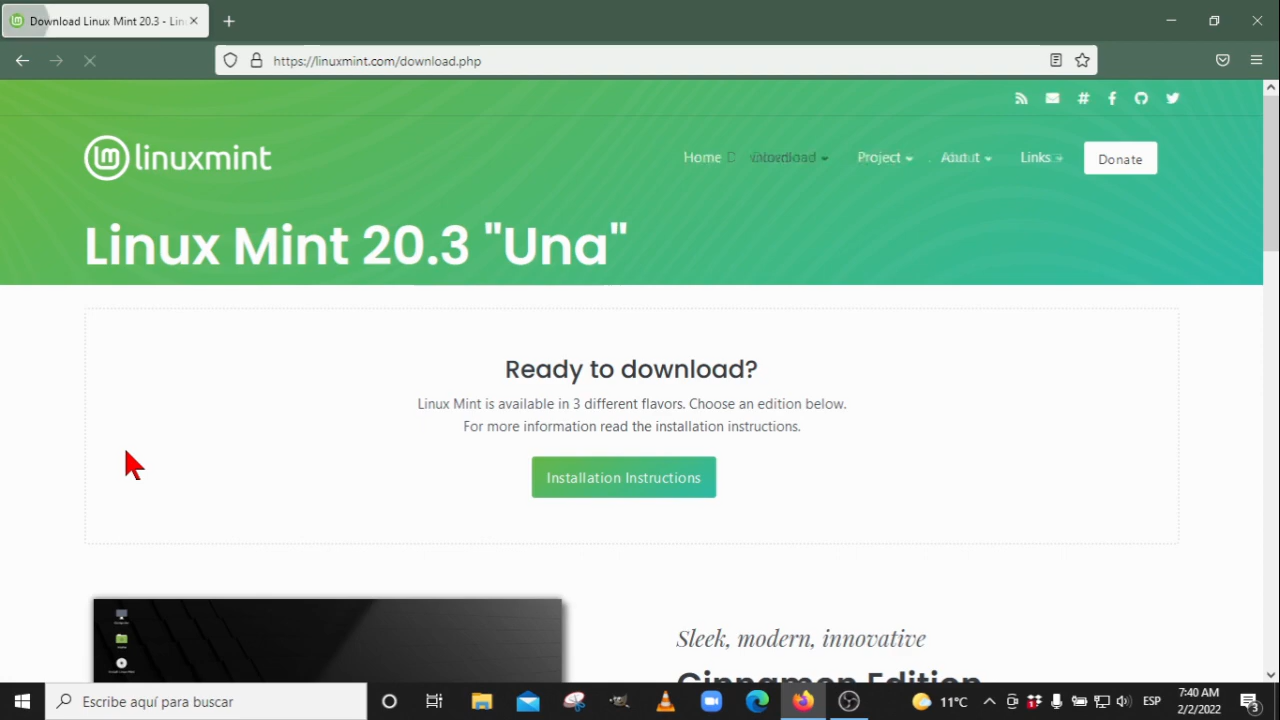 Download Linux Mint 20.3 - Lin
https://linuxmint.com/download.php
linuxmint
Home
Project
Links
Donate
Linux Mint 20.3 "Una"
Ready to download?
Linux Mint is available in 3 different flavors. Choose an edition below.
For more information read the installation instructions.
Installation Instructions
Sleek, modern, innovative
Cinnamon Edition
Escribe aquí para buscar
11°C
ESP
7:40 AM
2/2/2022
3